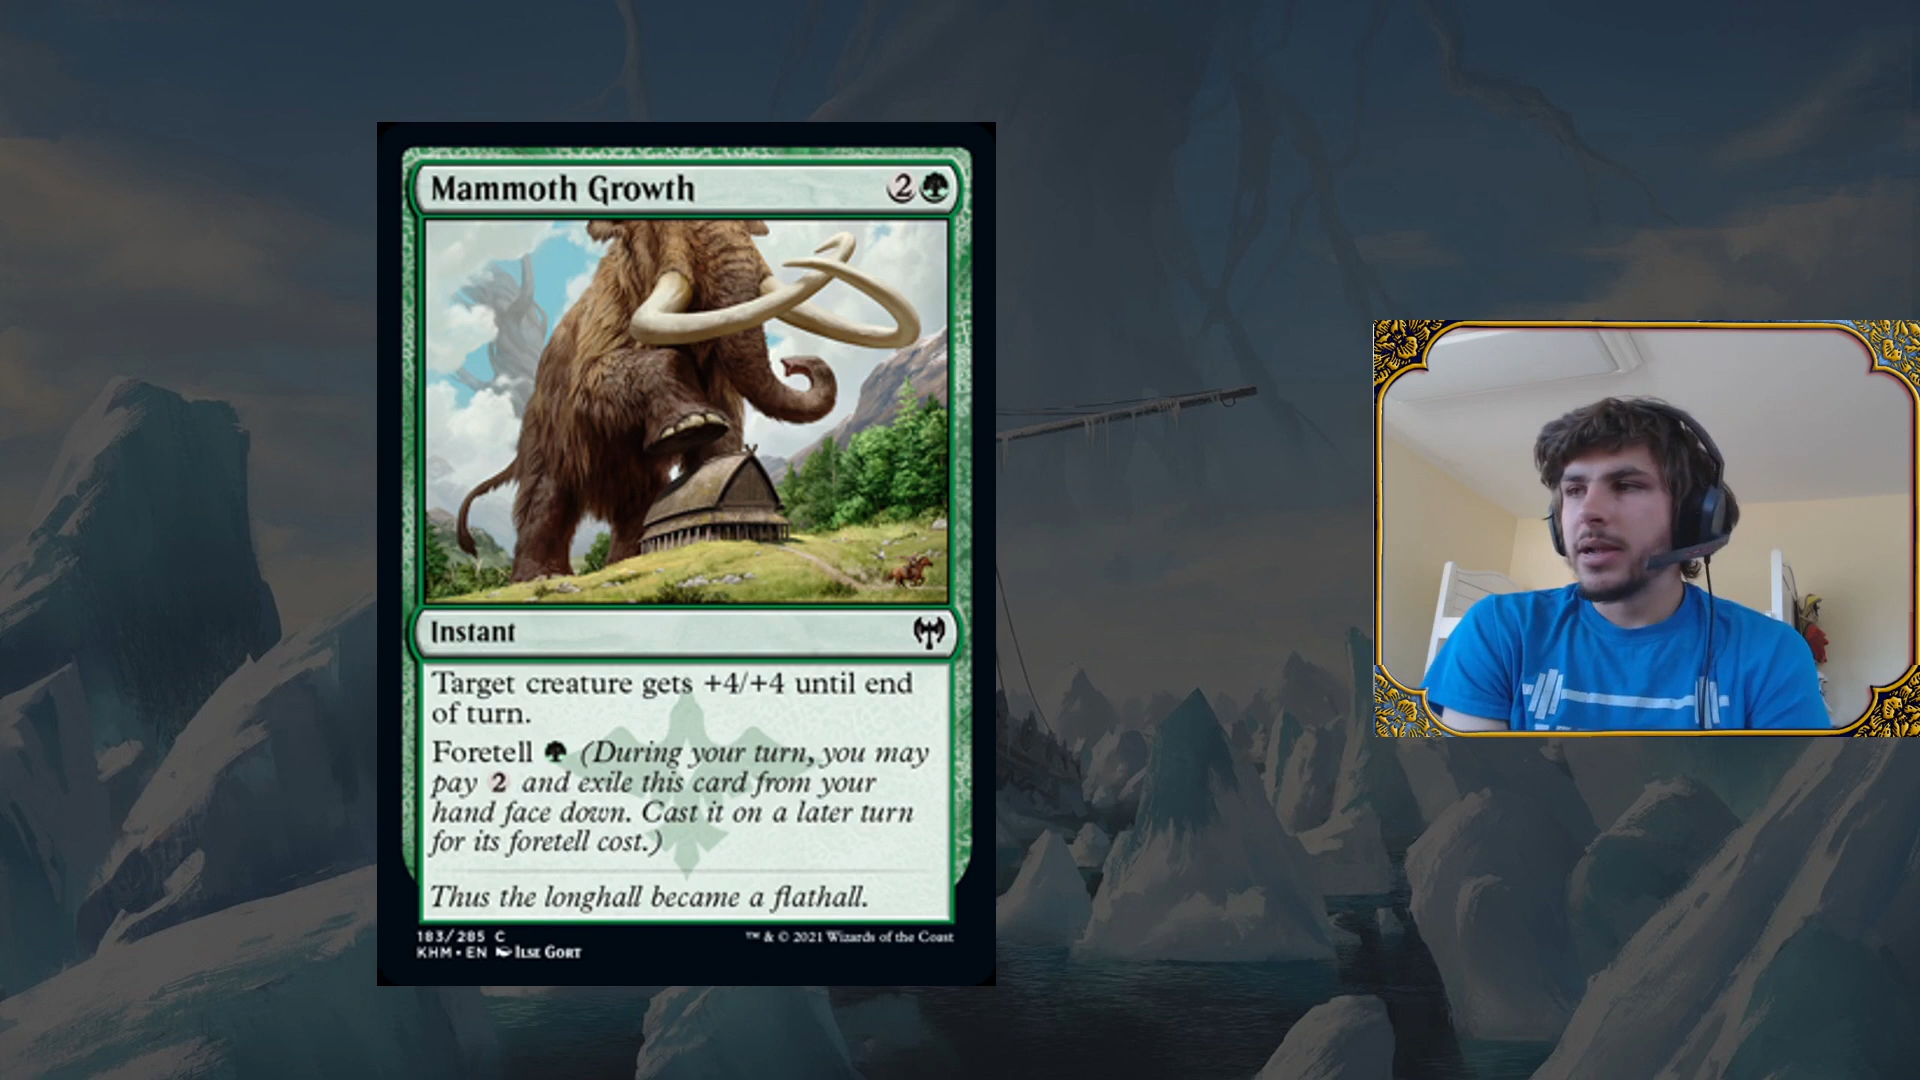 Mammoth Growth 2
Instant
Target creature gets +4/+4 until end
of turn.
Foretell (During your turn, you may
pay 2 and exile this card from your
hand face down. Cast it on a later turn
for its foretell cost.)
Thus the longhall became a flathall.
183/285 C
™ & © 2021 Wizards of the Coast
KHM • EN ILSE GORT